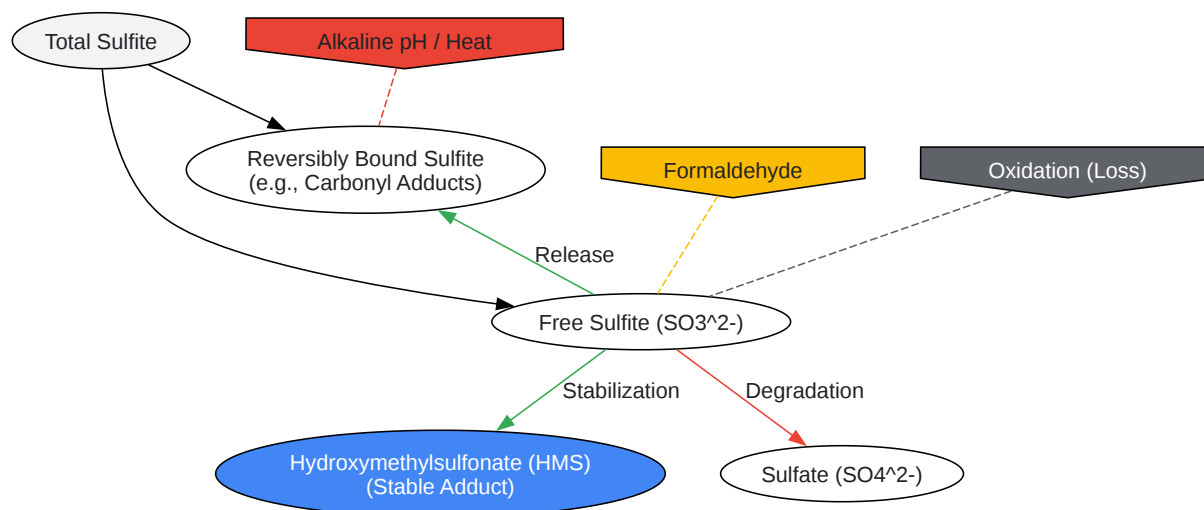 Total Sulfite
Alkaline pH / Heat
Reversibly Bound Sulfite
(e.g., Carbonyl Adducts)
Formaldehyde
Oxidation (Loss)
Release
Free Sulfite (SO3^2-)
Stabilization
Degradation
Hydroxymethylsulfonate (HMS)
(Stable Adduct)
Sulfate (SO4^2-)